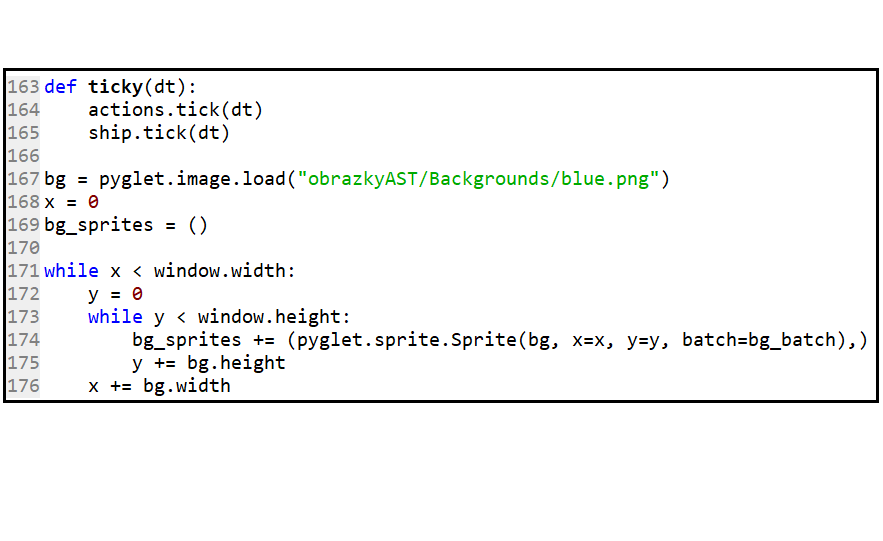 163 def ticky(dt):
164     actions.tick(dt)
165     ship.tick(dt)
166
167 bg = pyglet.image.load("obrazkyAST/Backgrounds/blue.png")
168 x = 0
169 bg_sprites = ()
170
171 while x < window.width:
172     y = 0
173     while y < window.height:
174         bg_sprites += (pyglet.sprite.Sprite(bg, x=x, y=y, batch=bg_batch),)
175         y += bg.height
176     x += bg.width